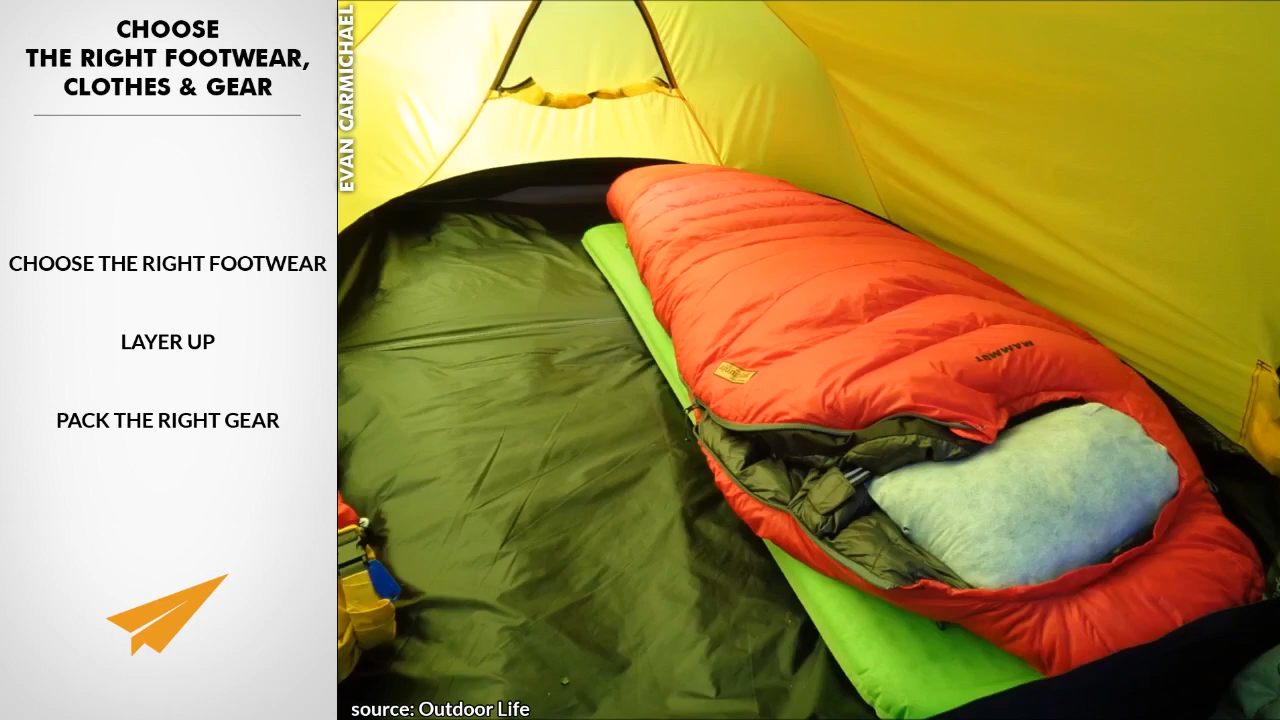 CHOOSE
THE RIGHT FOOTWEAR,
CLOTHES & GEAR
CHOOSE THE RIGHT FOOTWEAR
LAYER UP
PACK THE RIGHT GEAR
EVAN CARMICHAEL
MAMMUT
source: Outdoor Life